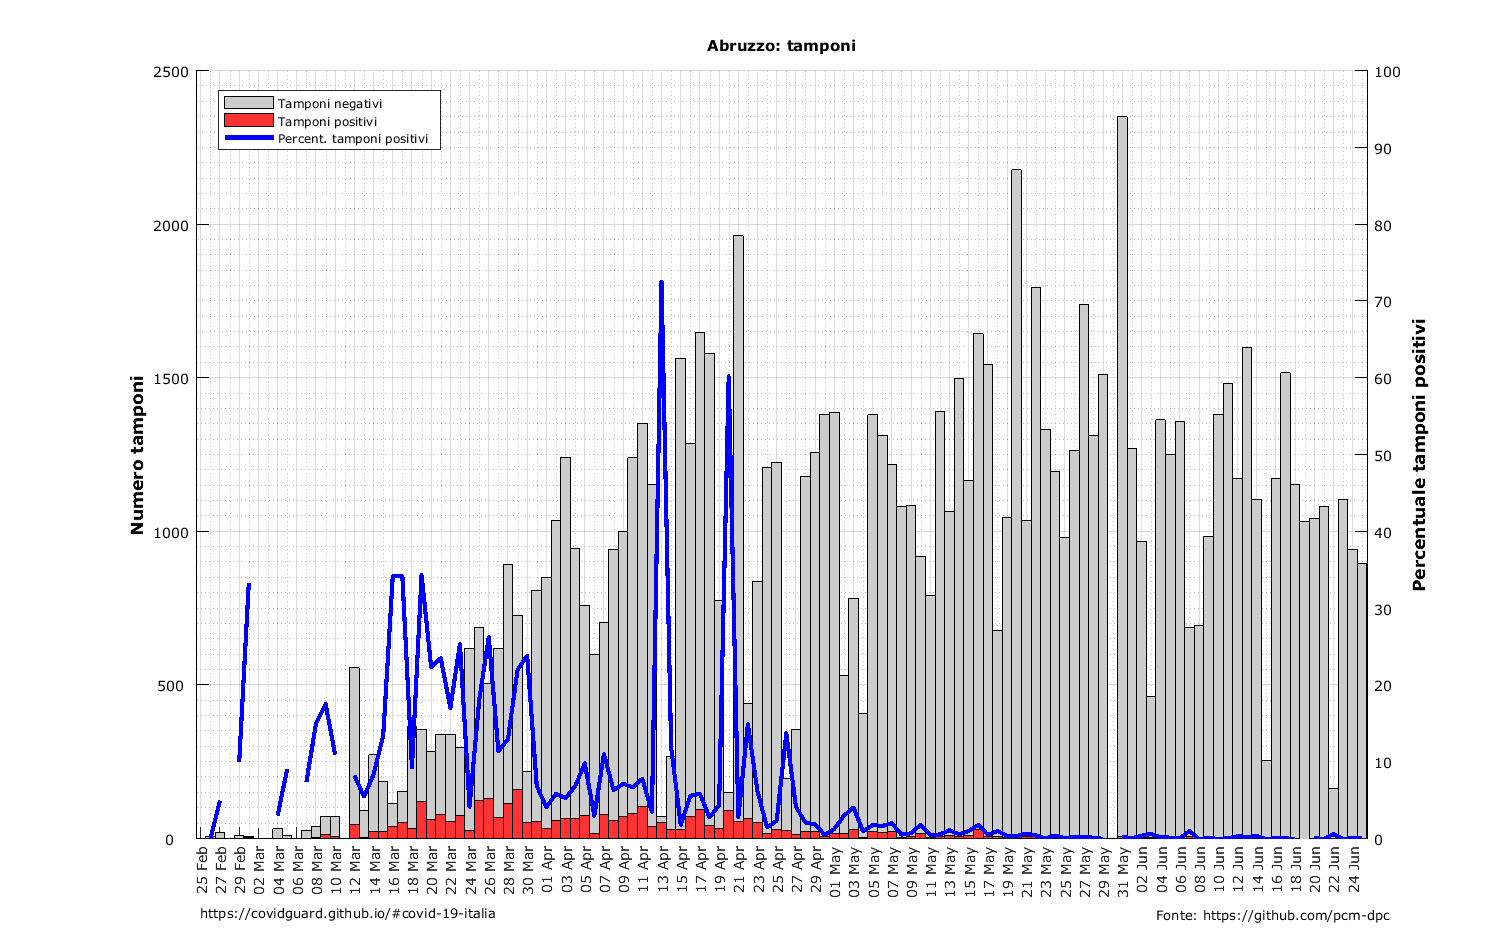 Abruzzo: tamponi
2500
2000
1500
1000
500
0
Numero tamponi
Tamponi negativi
Tamponi positivi
Percent. tamponi positivi
100
90
80
70
60
50
40
30
20
10
0
Percentuale tamponi positivi
25 Feb
27 Feb
29 Feb
02 Mar
04 Mar
06 Mar
08 Mar
10 Mar
12 Mar
14 Mar
16 Mar
18 Mar
20 Mar
22 Mar
24 Mar
26 Mar
28 Mar
30 Mar
01 Apr
03 Apr
05 Apr
07 Apr
09 Apr
11 Apr
13 Apr
15 Apr
17 Apr
19 Apr
21 Apr
23 Apr
25 Apr
27 Apr
29 Apr
01 May
03 May
05 May
07 May
09 May
11 May
13 May
15 May
17 May
19 May
21 May
23 May
25 May
27 May
29 May
31 May
02 Jun
04 Jun
06 Jun
08 Jun
10 Jun
12 Jun
14 Jun
16 Jun
18 Jun
20 Jun
22 Jun
24 Jun
https://covidguard.github.io/#covid-19-italia
Fonte: https://github.com/pcm-dpc